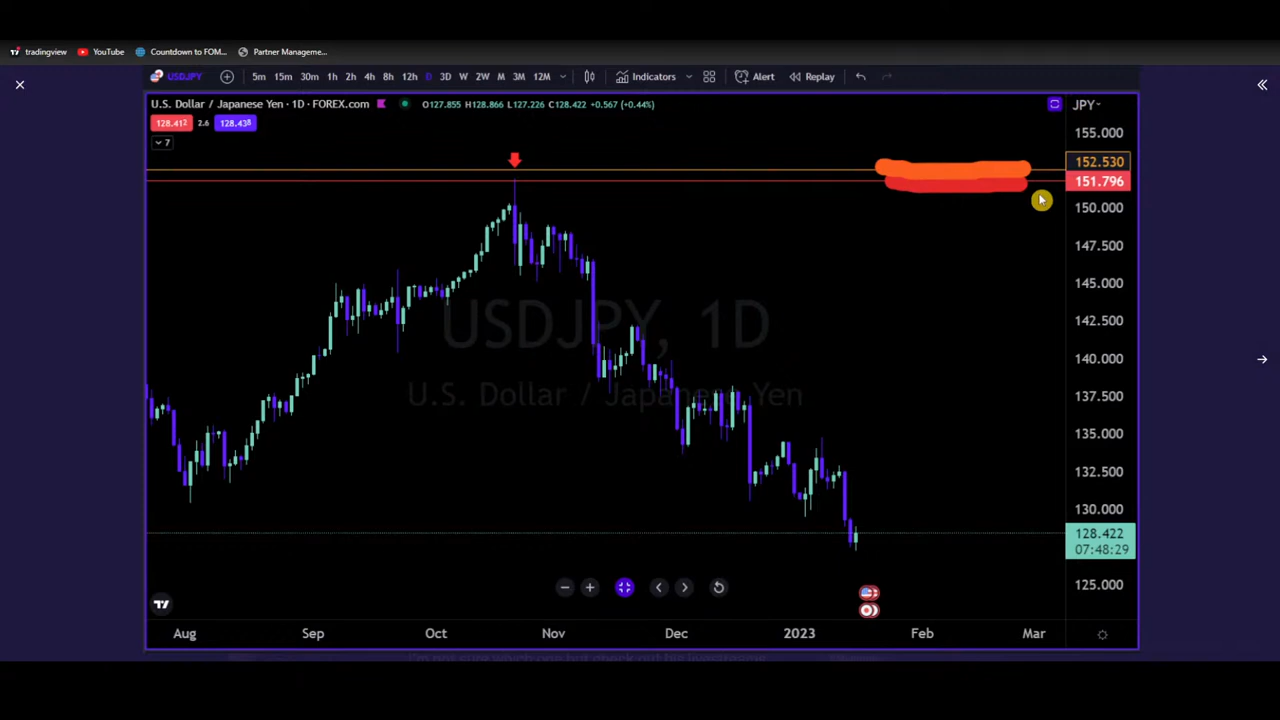 tradingview YouTube Countdown to FOM... Partner Manageme...
USDJPY 5m 15m 30m 1h 2h 4h 8h 12h D 3D W 2W M 3M 12M Indicators Alert Replay
U.S. Dollar / Japanese Yen · 1D · FOREX.com O127.855 H128.866 L127.226 C128.422 +0.567 (+0.44%) JPY
128.41² 2.6 128.43⁸
7
155.000
152.530
151.796
150.000
147.500
145.000
142.500
USDJPY, 1D
140.000
U.S. Dollar / Japanese Yen
137.500
135.000
132.500
130.000
128.422
07:48:29
125.000
Aug Sep Oct Nov Dec 2023 Feb Mar